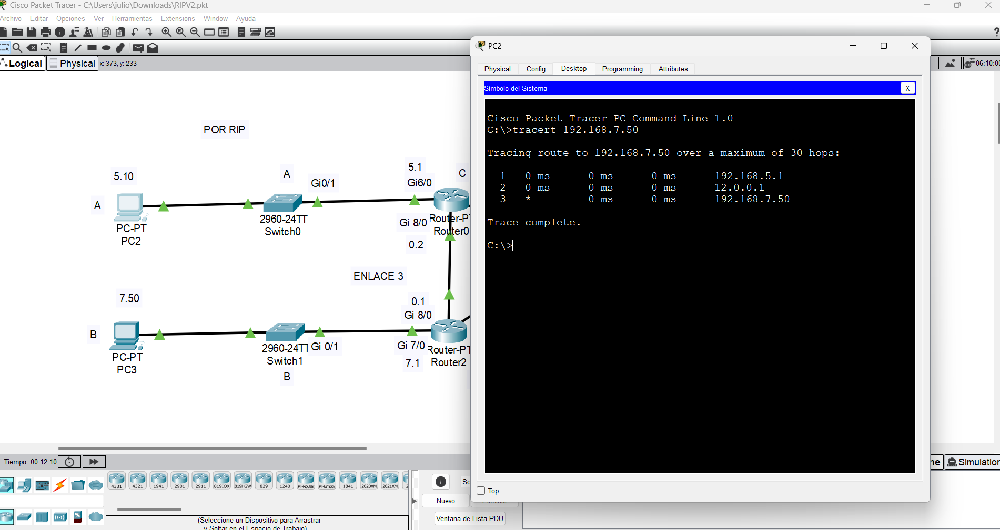 Cisco Packet Tracer - C:\Users\julio\Downloads\RIPV2.pkt
Archivo Editar Opciones Ver Herramientas Extensions Window Ayuda
Logical Physical x: 373, y: 233
06:10:00
POR RIP
5.10
A
PC-PT
PC2
A
2960-24TT
Switch0
Gi0/1
5.1
Gi6/0
C
Gi 8/0
Router0
0.2
ENLACE 3
7.50
B
PC-PT
PC3
2960-24TT
Switch1
B
Gi 0/1
0.1
Gi 8/0
Gi 7/0
7.1
Router-PT
Router2
PC2
Physical Config Desktop Programming Attributes
Símbolo del Sistema X
Cisco Packet Tracer PC Command Line 1.0
C:\>tracert 192.168.7.50
Tracing route to 192.168.7.50 over a maximum of 30 hops:
1 0 ms 0 ms 0 ms 192.168.5.1
2 0 ms 0 ms 0 ms 12.0.0.1
3 * 0 ms 0 ms 192.168.7.50
Trace complete.
C:\>
Top
Tiempo: 00:12:10
Simulation
4331 4321 1941 2901 2911 819IOX 819HGW 829 1240 PT-Router PT-Empty 1841 2620XM 2621XM
(Seleccione un Dispositivo para Arrastrar
y Soltar en el Espacio de Trabajo)
Nuevo Eliminar
Ventana de Lista PDU